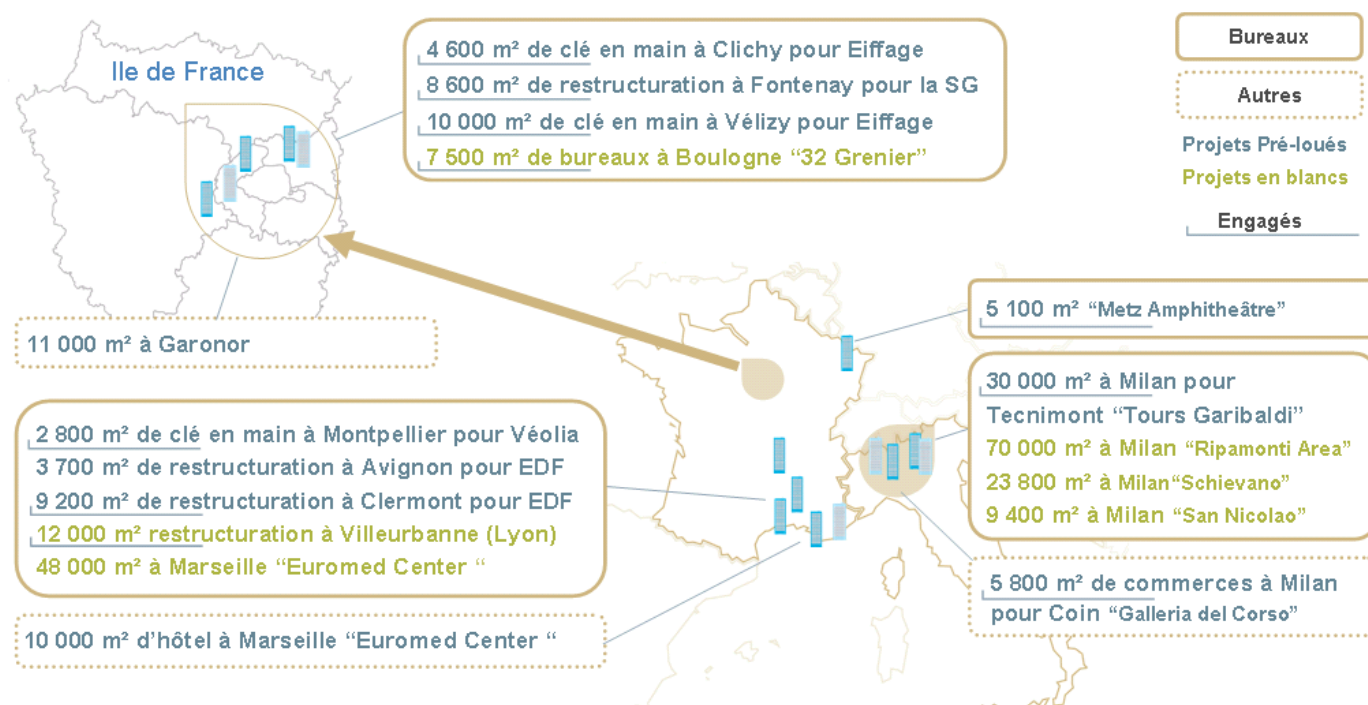 Ile de France
4 600 m² de clé en main à Clichy pour Eiffage
8 600 m² de restructuration à Fontenay pour la SG
10 000 m² de clé en main à Vélizy pour Eiffage
7 500 m² de bureaux à Boulogne “32 Grenier”
Bureaux
Autres
Projets Pré-loués
Projets en blancs
Engagés
11 000 m² à Garonor
5 100 m² “Metz Amphitheâtre”
30 000 m² à Milan pour
Tecnimont “Tours Garibaldi”
70 000 m² à Milan “Ripamonti Area”
23 800 m² à Milan“Schievano”
9 400 m² à Milan “San Nicolao”
2 800 m² de clé en main à Montpellier pour Véolia
3 700 m² de restructuration à Avignon pour EDF
9 200 m² de restructuration à Clermont pour EDF
12 000 m² restructuration à Villeurbanne (Lyon)
48 000 m² à Marseille “Euromed Center “
5 800 m² de commerces à Milan
pour Coin “Galleria del Corso”
10 000 m² d’hôtel à Marseille “Euromed Center “